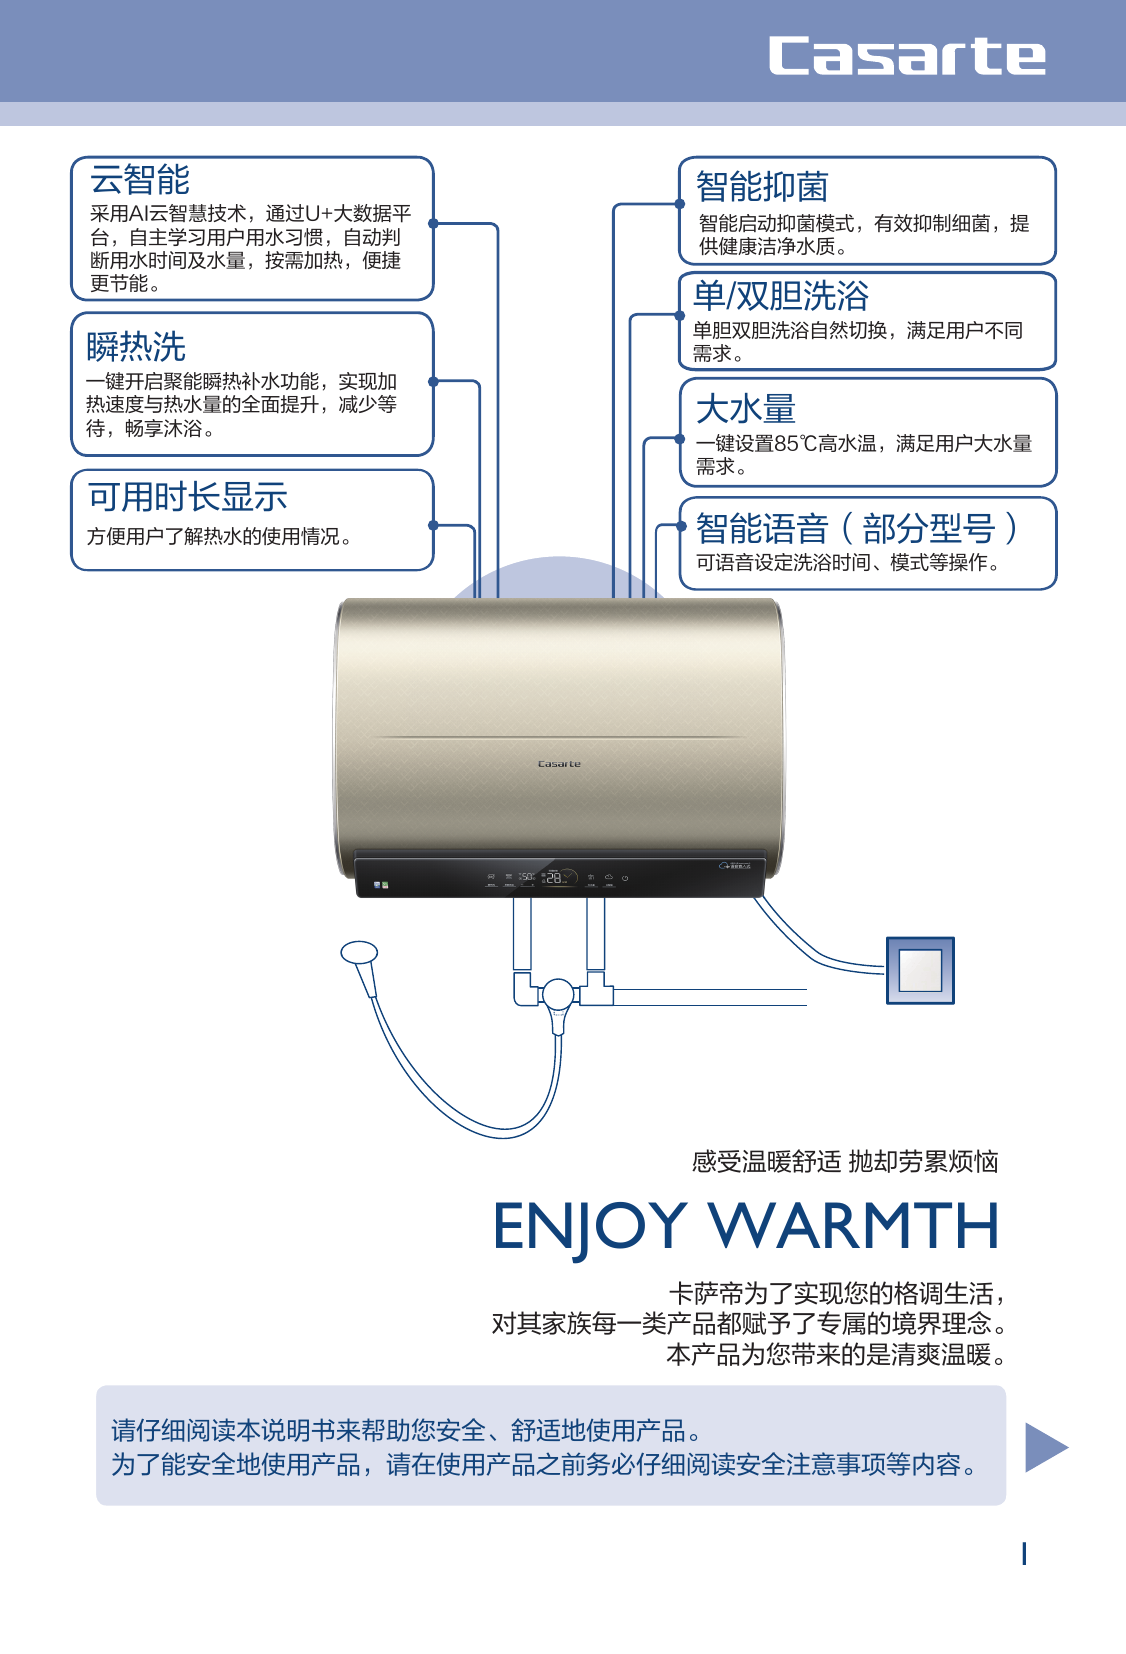 Casarte
云智能
采用AI云智慧技术，通过U+大数据平
台，自主学习用户用水习惯，自动判
断用水时间及水量，按需加热，便捷
更节能。
瞬热洗
一键开启聚能瞬热补水功能，实现加
热速度与热水量的全面提升，减少等
待，畅享沐浴。
可用时长显示
方便用户了解热水的使用情况。
智能抑菌
智能启动抑菌模式，有效抑制细菌，提
供健康洁净水质。
单/双胆洗浴
单胆双胆洗浴自然切换，满足用户不同
需求。
大水量
一键设置85℃高水温，满足用户大水量
需求。
智能语音（部分型号）
可语音设定洗浴时间、模式等操作。
Casarte
50
28
感受温暖舒适 抛却劳累烦恼
ENJOY WARMTH
卡萨帝为了实现您的格调生活，
对其家族每一类产品都赋予了专属的境界理念。
本产品为您带来的是清爽温暖。
请仔细阅读本说明书来帮助您安全、舒适地使用产品。
为了能安全地使用产品，请在使用产品之前务必仔细阅读安全注意事项等内容。
I